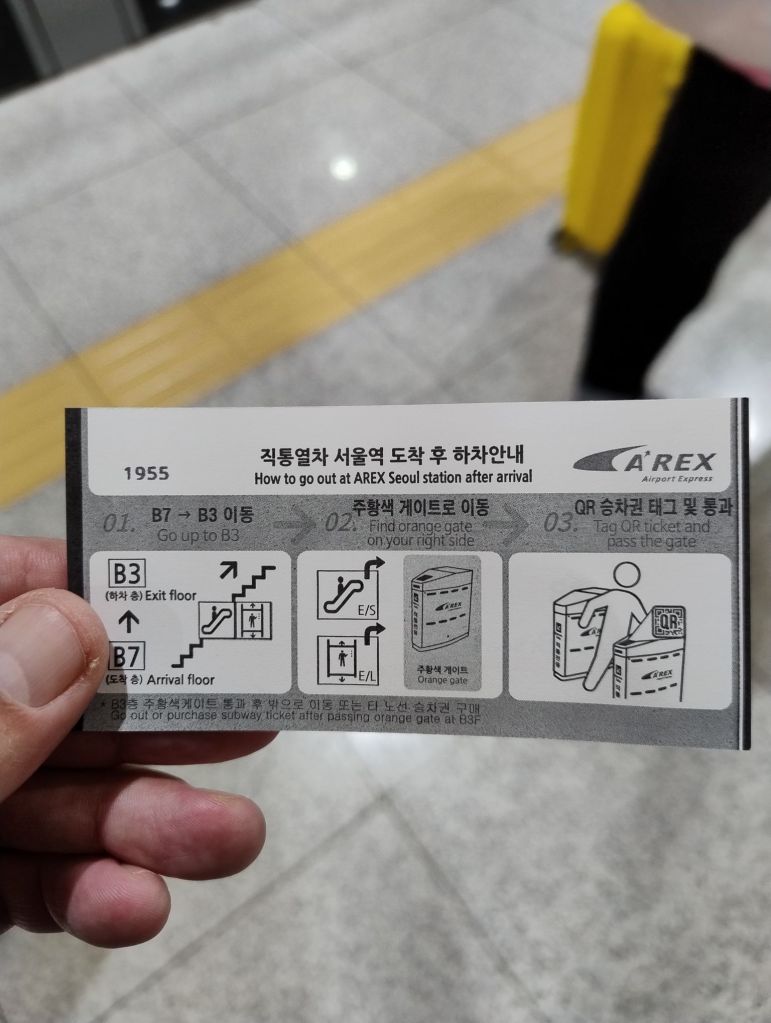 1955
직통열차 서울역 도착 후 하차안내
How to go out at AREX Seoul station after arrival
A'REX
Airport Express
01. B7 → B3 이동
Go up to B3
02. 주황색 게이트로 이동
Find orange gate
on your right side
03. QR 승차권 태그 및 통과
Tag QR ticket and
pass the gate
B3
(하차 층) Exit floor
B7
(도착 층) Arrival floor
E/S
E/L
A'REX
주황색 게이트
Orange gate
QR
A'REX
* B3층 주황색게이트 통과 후 밖으로 이동 또는 타 노선 승차권 구매
Go out or purchase subway ticket after passing orange gate at B3F